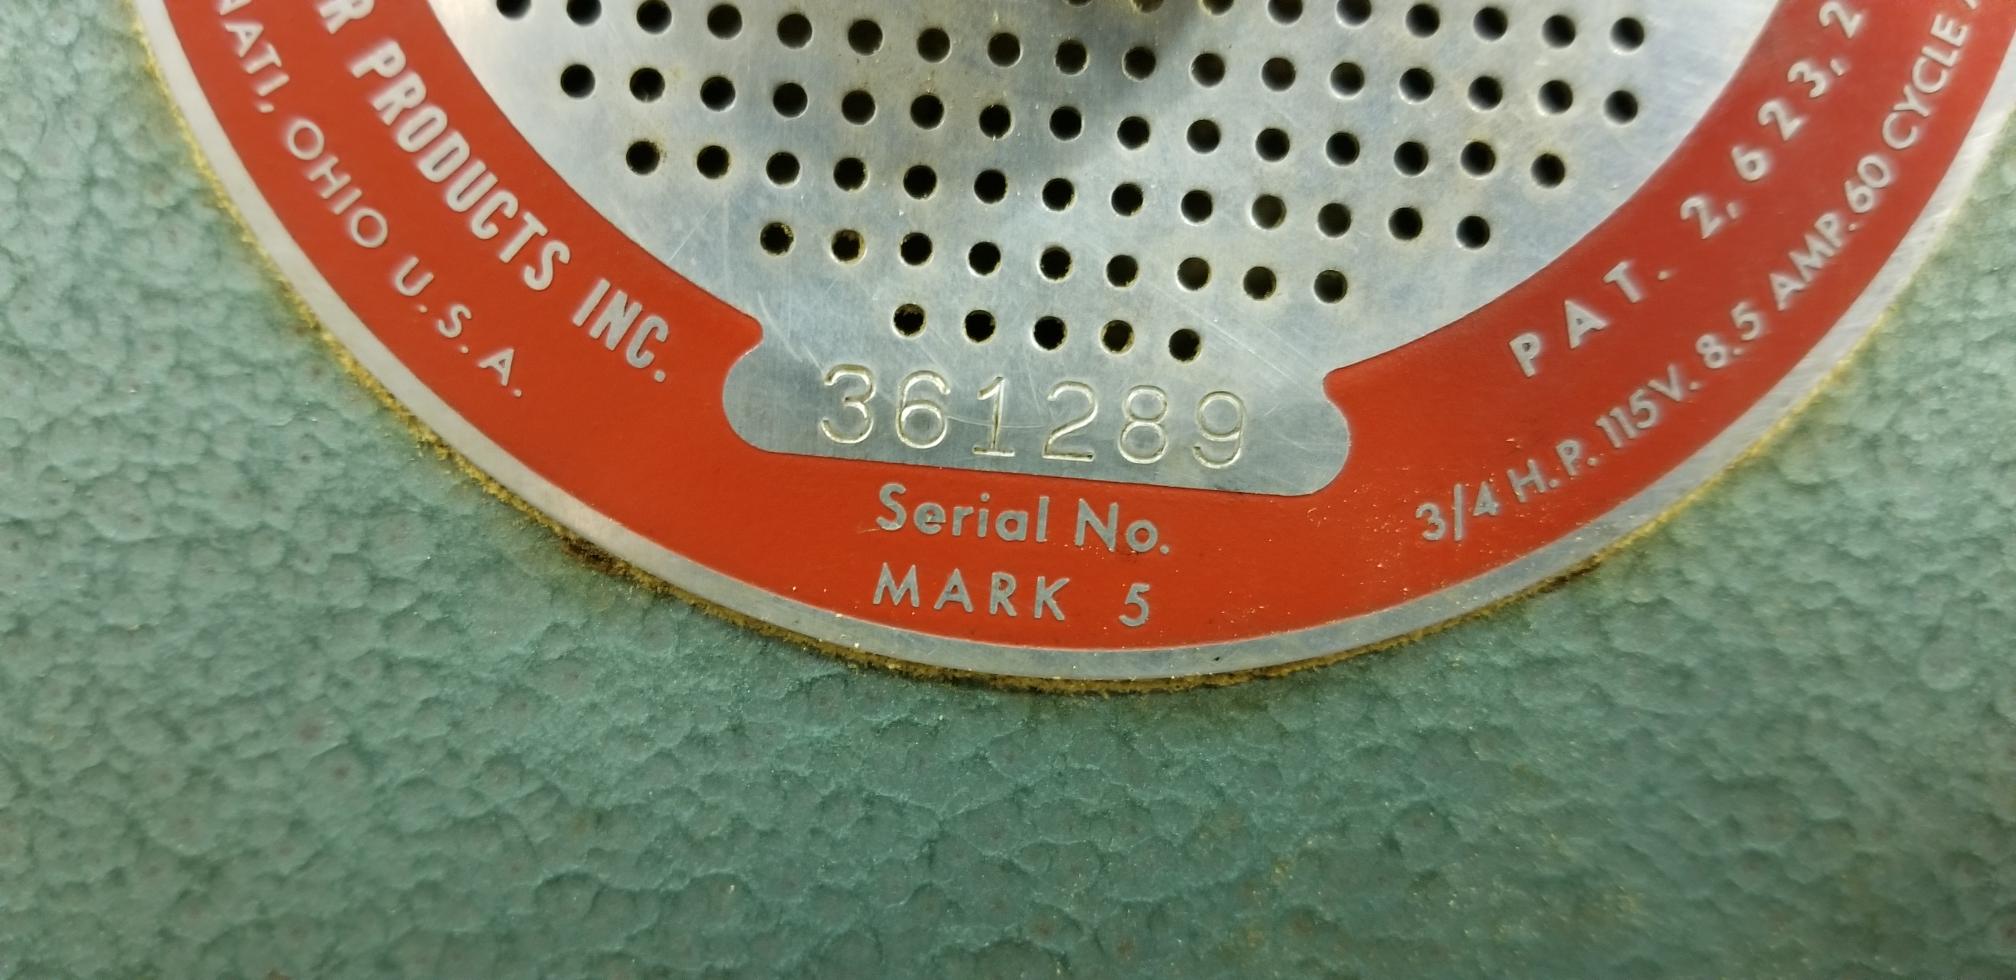 R PRODUCTS INC.
NATI, OHIO U.S.A.
361289
Serial No.
MARK 5
PAT. 2,623,2
3/4 H.P. 115V. 8.5 AMP. 60 CYCLE